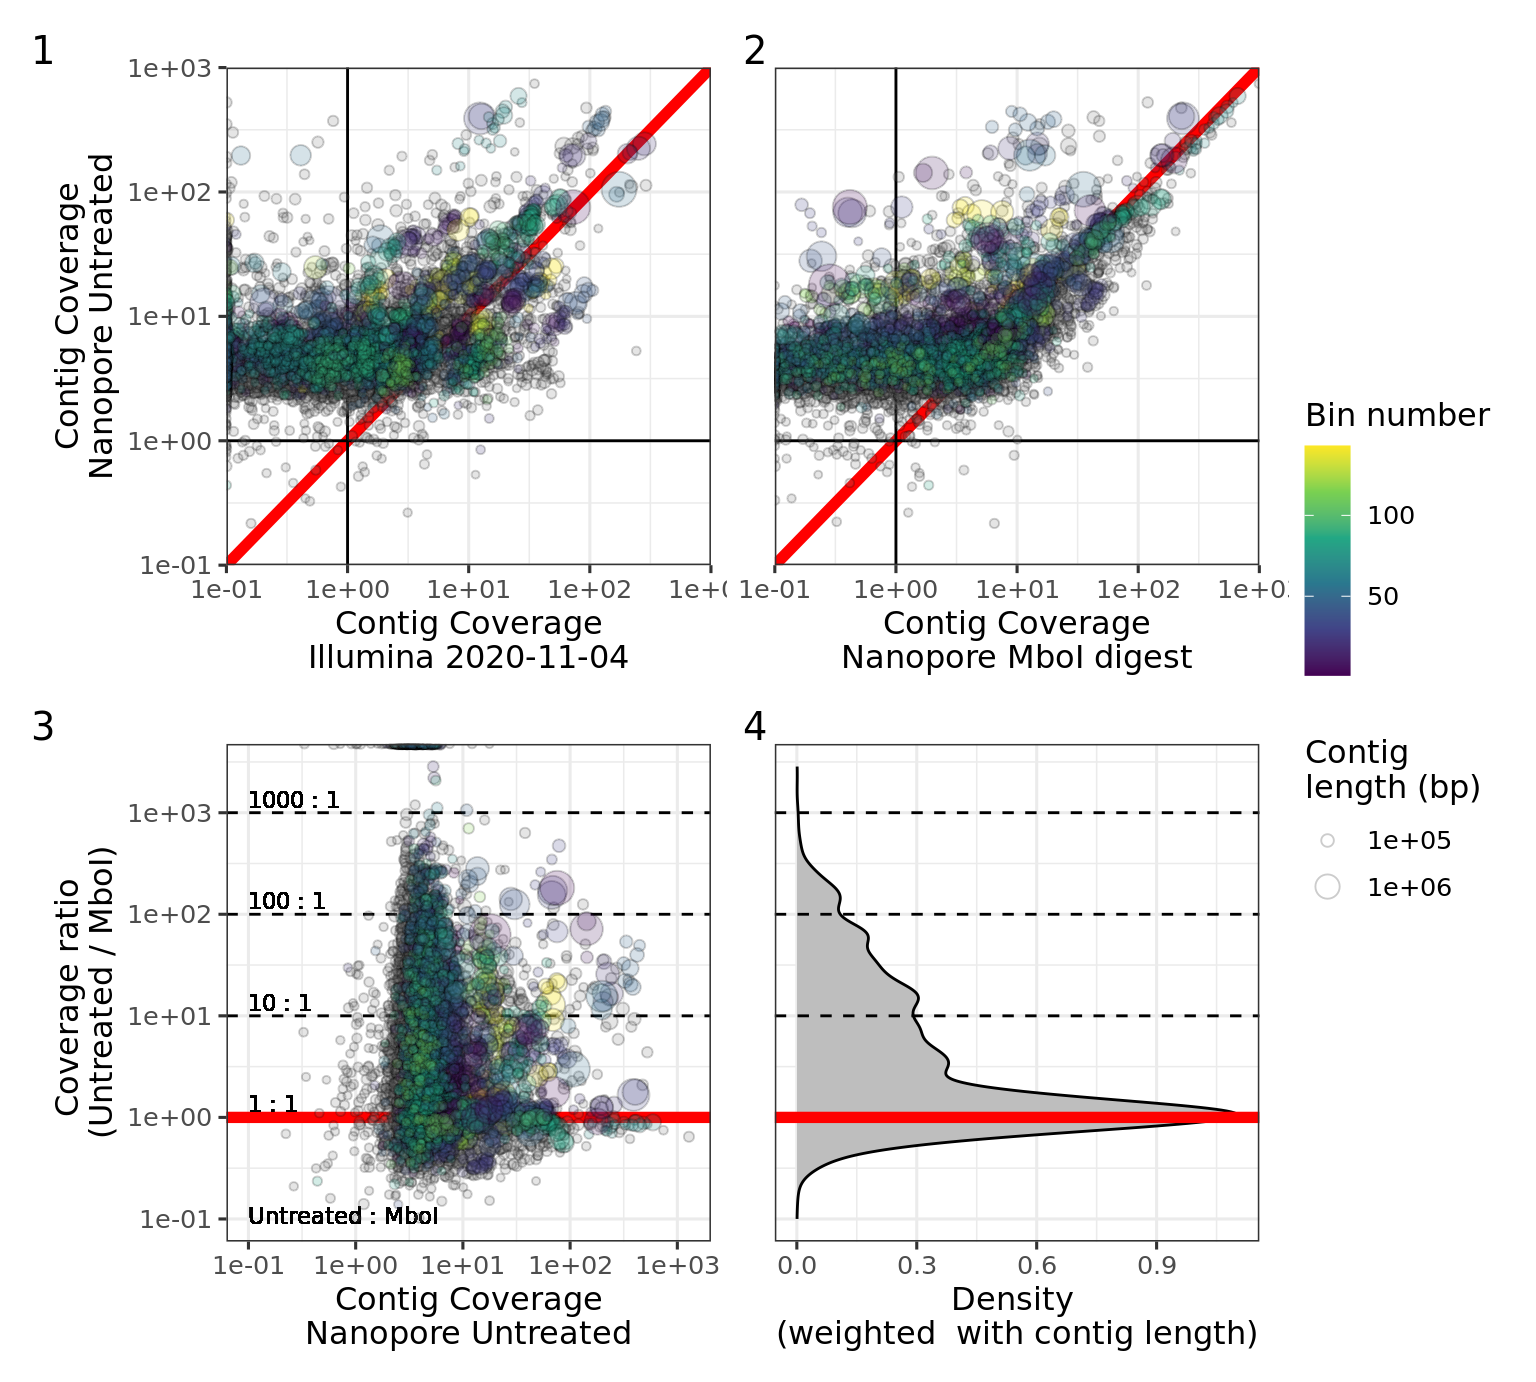 1
1e+03
1e+02
1e+01
1e+00
1e-01
Contig Coverage
Nanopore Untreated
1e-01 1e+00 1e+01 1e+02 1e+0
Contig Coverage
Illumina 2020-11-04
2
1e-01 1e+00 1e+01 1e+02 1e+0
Contig Coverage
Nanopore MboI digest
Bin number
100
50
3
1e+03
1e+02
1e+01
1e+00
1e-01
Coverage ratio
(Untreated / MboI)
1000 : 1
100 : 1
10 : 1
1 : 1
Untreated : MboI
1e-01 1e+00 1e+01 1e+02 1e+03
Contig Coverage
Nanopore Untreated
4
0.0 0.3 0.6 0.9
Density
(weighted  with contig length)
Contig
length (bp)
1e+05
1e+06